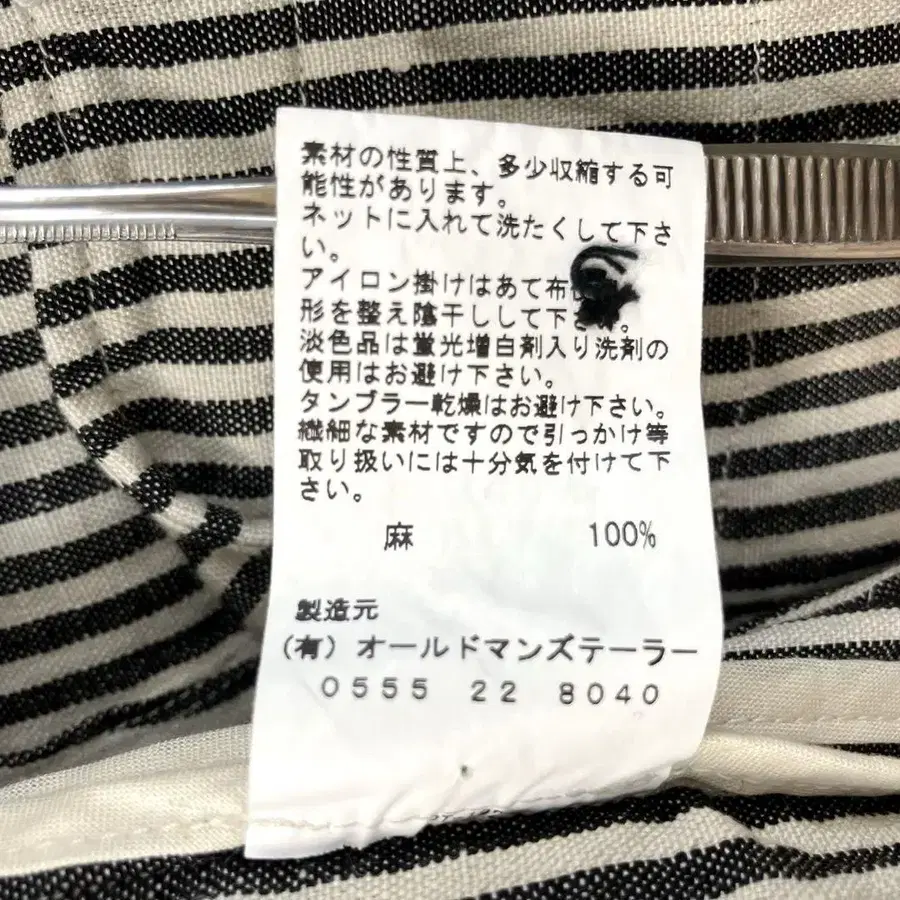 素材の性質上、多少収縮する可
能性があります。
ネットに入れて洗たくして下さ
い。
アイロン掛けはあて布
形を整え陰干しして下さい。
淡色品は蛍光増白剤入り洗剤の
使用はお避け下さい。
タンブラー乾燥はお避け下さい。
繊細な素材ですので引っかけ等
取り扱いには十分気を付けて下
さい。
麻 100%
製造元
(有) オールドマンズテーラー
0555 22 8040